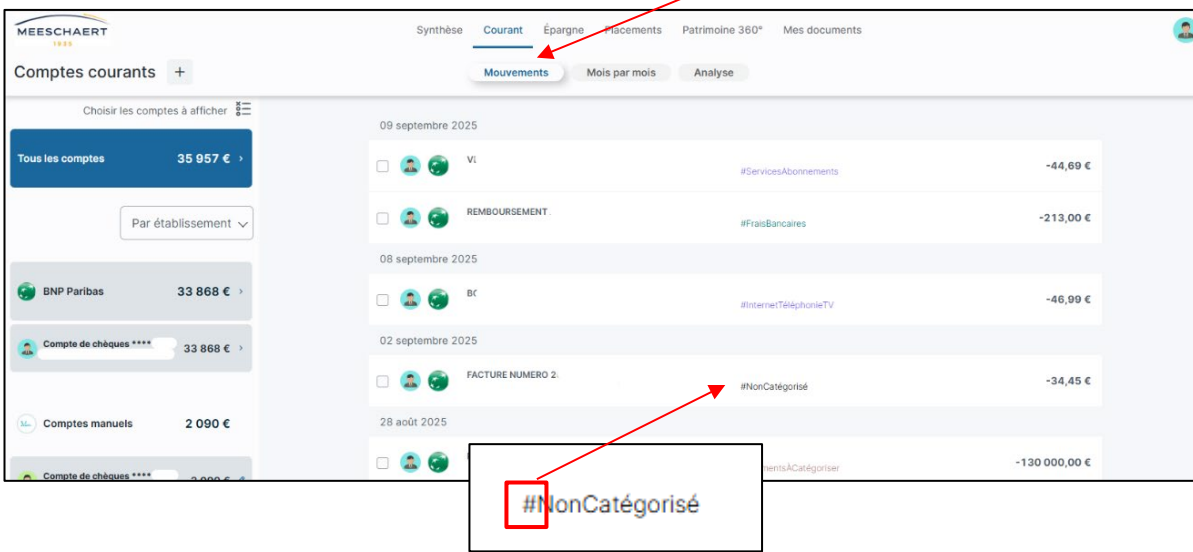 MEESCHAERT
1935
Synthèse Courant Épargne Placements Patrimoine 360° Mes documents
Comptes courants +
Mouvements Mois par mois Analyse
Choisir les comptes à afficher
Tous les comptes 35 957 € >
Par établissement
BNP Paribas 33 868 € >
Compte de chèques ****
33 868 € >
Comptes manuels 2 090 €
Compte de chèques ****
09 septembre 2025
#ServicesAbonnements -44,69 €
REMBOURSEMENT
#FraisBancaires -213,00 €
08 septembre 2025
#InternetTéléphonieTV -46,99 €
02 septembre 2025
FACTURE NUMERO 2
#NonCatégorisé -34,45 €
28 août 2025
ÀCatégoriser -130 000,00 €
#NonCatégorisé